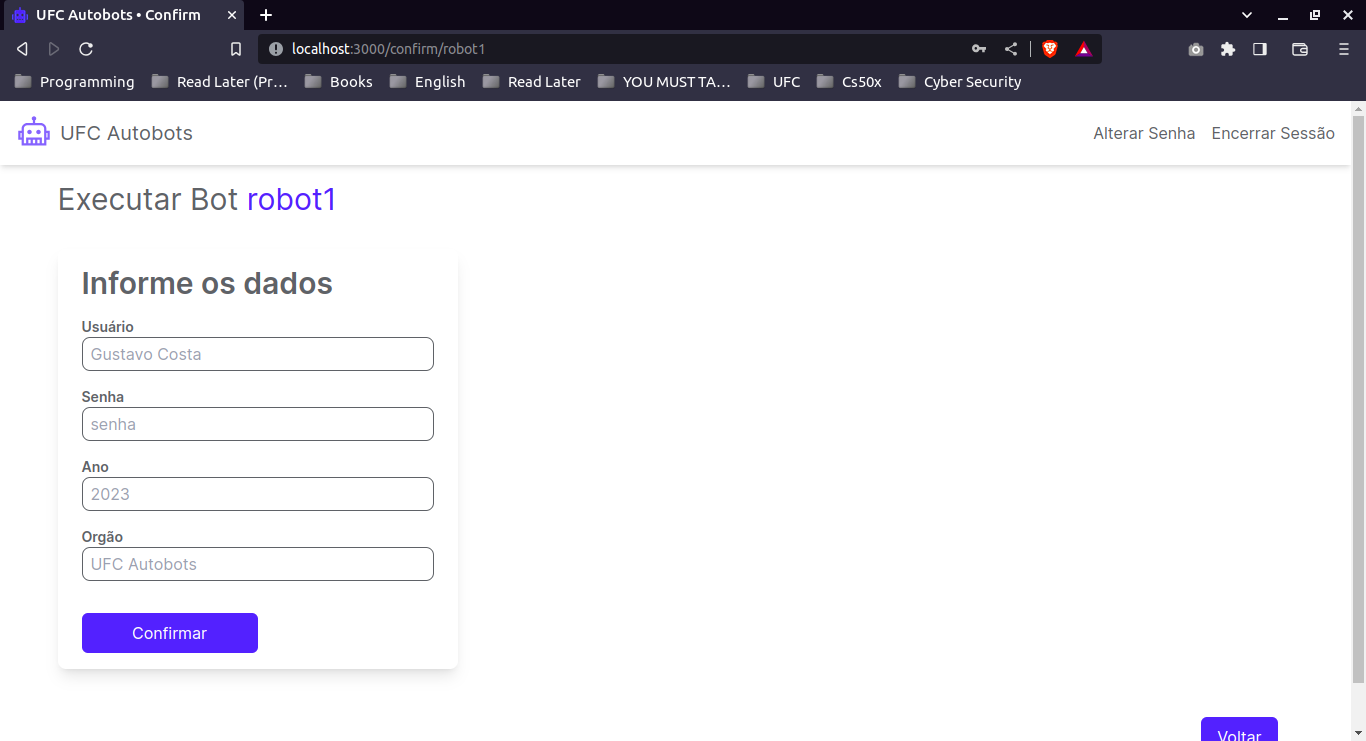 UFC Autobots • Confirm
localhost:3000/confirm/robot1
Programming Read Later (Pr... Books English Read Later YOU MUST TA... UFC Cs50x Cyber Security
UFC Autobots Alterar Senha Encerrar Sessão
Executar Bot robot1
Informe os dados
Usuário
Gustavo Costa
Senha
senha
Ano
2023
Orgão
UFC Autobots
Confirmar
Voltar